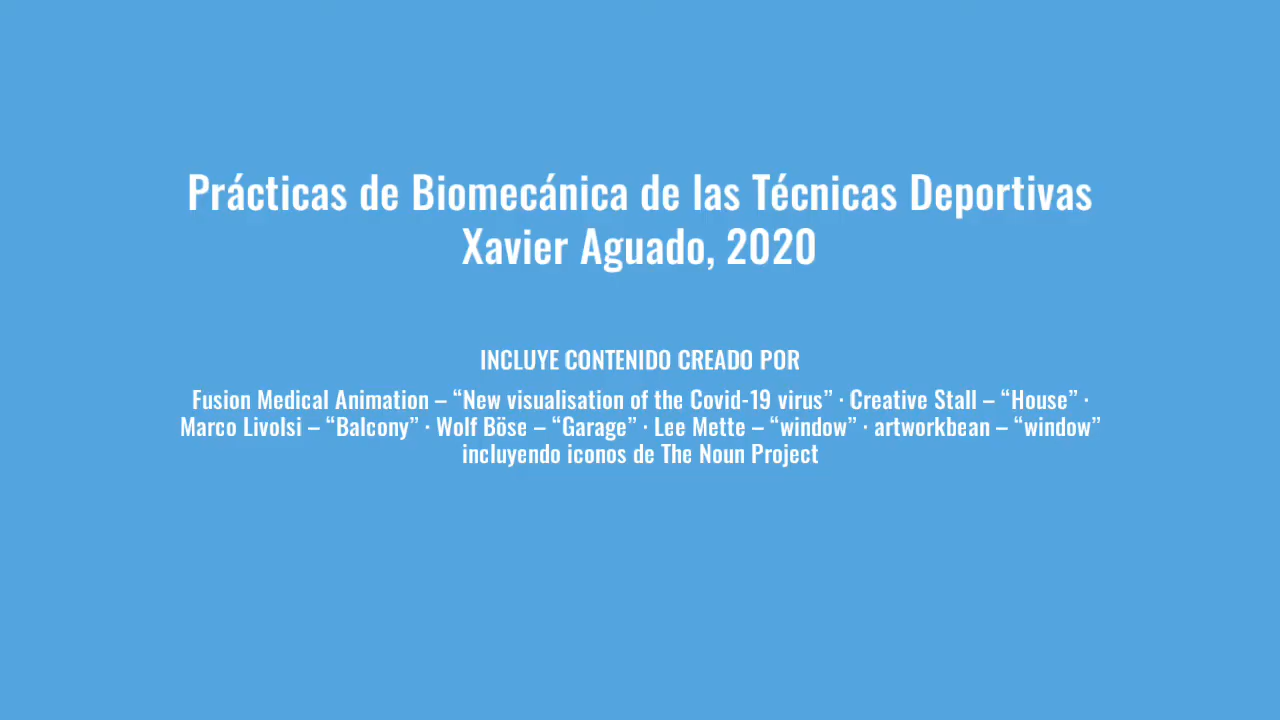 Prácticas de Biomecánica de las Técnicas Deportivas
Xavier Aguado, 2020
INCLUYE CONTENIDO CREADO POR
Fusion Medical Animation – “New visualisation of the Covid-19 virus” · Creative Stall – “House” ·
Marco Livolsi – “Balcony” · Wolf Böse – “Garage” · Lee Mette – “window” · artworkbean – “window”
incluyendo iconos de The Noun Project